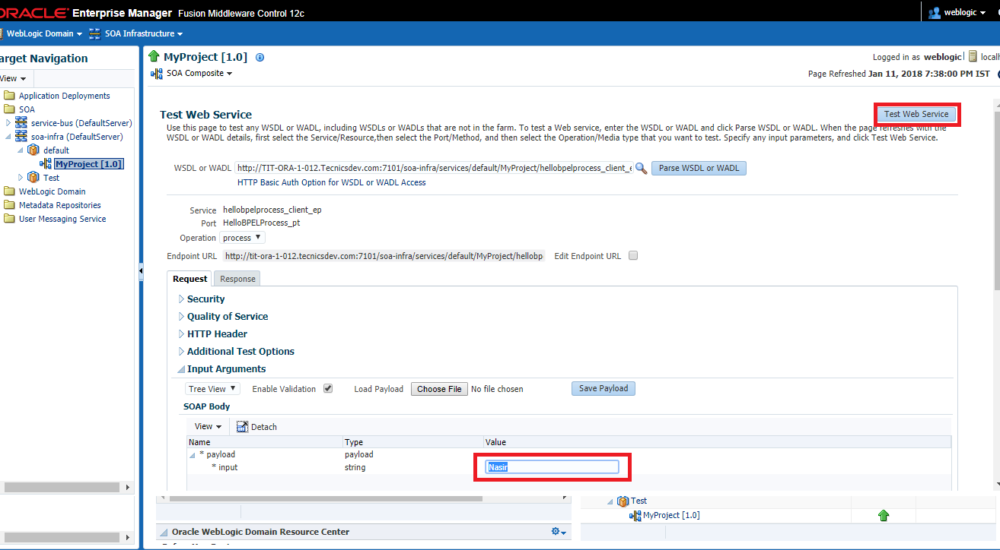 ORACLE Enterprise Manager Fusion Middleware Control 12c
weblogic
WebLogic Domain SOA Infrastructure
arget Navigation
View
Application Deployments
SOA
service-bus (DefaultServer)
soa-infra (DefaultServer)
default
MyProject [1.0]
Test
WebLogic Domain
Metadata Repositories
User Messaging Service
MyProject [1.0]
SOA Composite
Logged in as weblogic localh
Page Refreshed Jan 11, 2018 7:38:00 PM IST
Test Web Service
Test Web Service
Use this page to test any WSDL or WADL, including WSDLs or WADLs that are not in the farm. To test a Web service, enter the WSDL or WADL and click Parse WSDL or WADL. When the page refreshes with the
WSDL or WADL details, first select the Service/Resource,then select the Port/Method, and then select the Operation/Media type that you want to test. Specify any input parameters, and click Test Web Service.
WSDL or WADL http://TIT-ORA-1-012.Tecnicsdev.com:7101/soa-infra/services/default/MyProject/hellobpelprocess_client_e Parse WSDL or WADL
HTTP Basic Auth Option for WSDL or WADL Access
Service hellobpelprocess_client_ep
Port HelloBPELProcess_pt
Operation process
Endpoint URL http://tit-ora-1-012.tecnicsdev.com:7101/soa-infra/services/default/MyProject/hellobp Edit Endpoint URL
Request Response
Security
Quality of Service
HTTP Header
Additional Test Options
Input Arguments
Tree View Enable Validation Load Payload Choose File No file chosen Save Payload
SOAP Body
View Detach
Name Type Value
* payload payload
* input string Nasir
Test
MyProject [1.0]
Oracle WebLogic Domain Resource Center